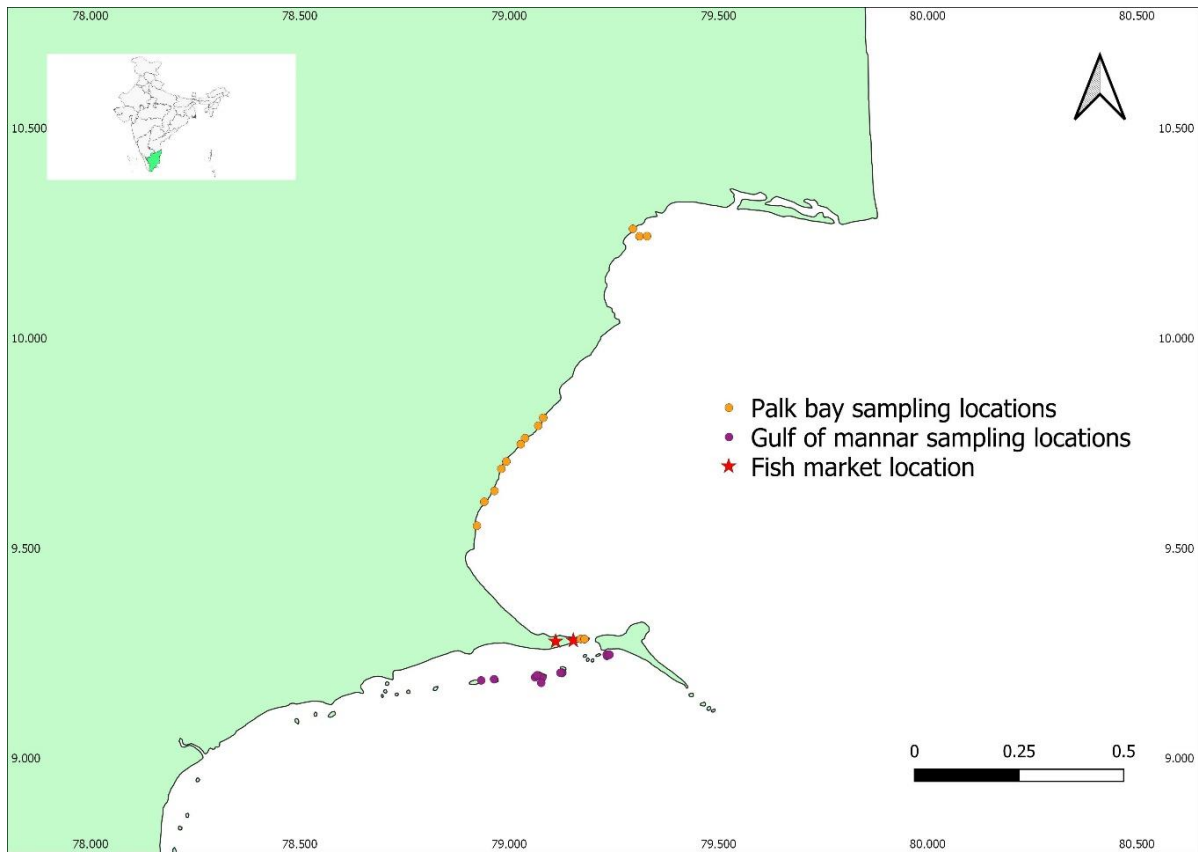 78.000 78.500 79.000 79.500 80.000 80.500
10.500 10.500
10.000 10.000
Palk bay sampling locations
Gulf of mannar sampling locations
Fish market location
9.500 9.500
0 0.25 0.5
9.000 9.000
78.000 78.500 79.000 79.500 80.000 80.500